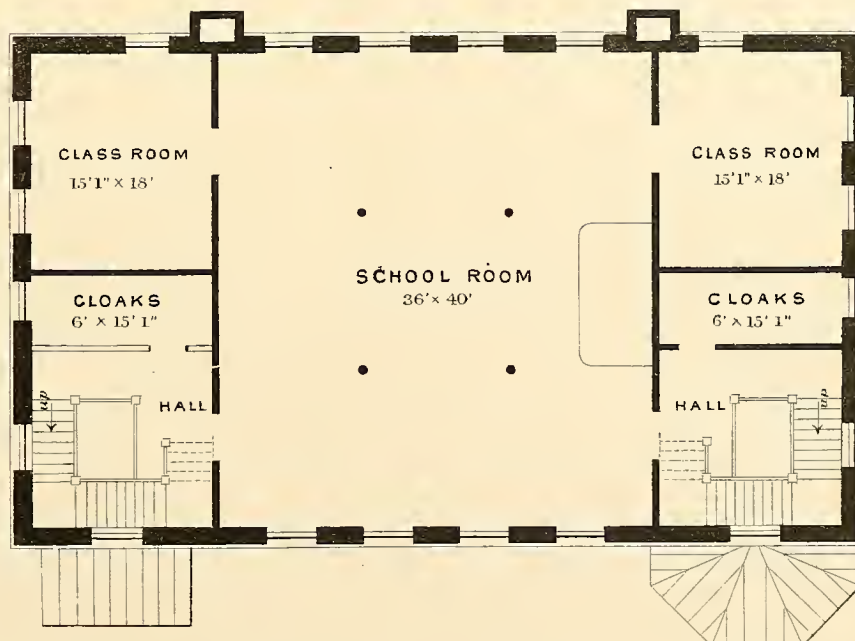 CLASS ROOM
15'1" × 18'
CLASS ROOM
15'1" × 18'
SCHOOL ROOM
36' × 40'
CLOAKS
6' × 15' 1"
CLOAKS
6' × 15' 1"
up
HALL
HALL
up